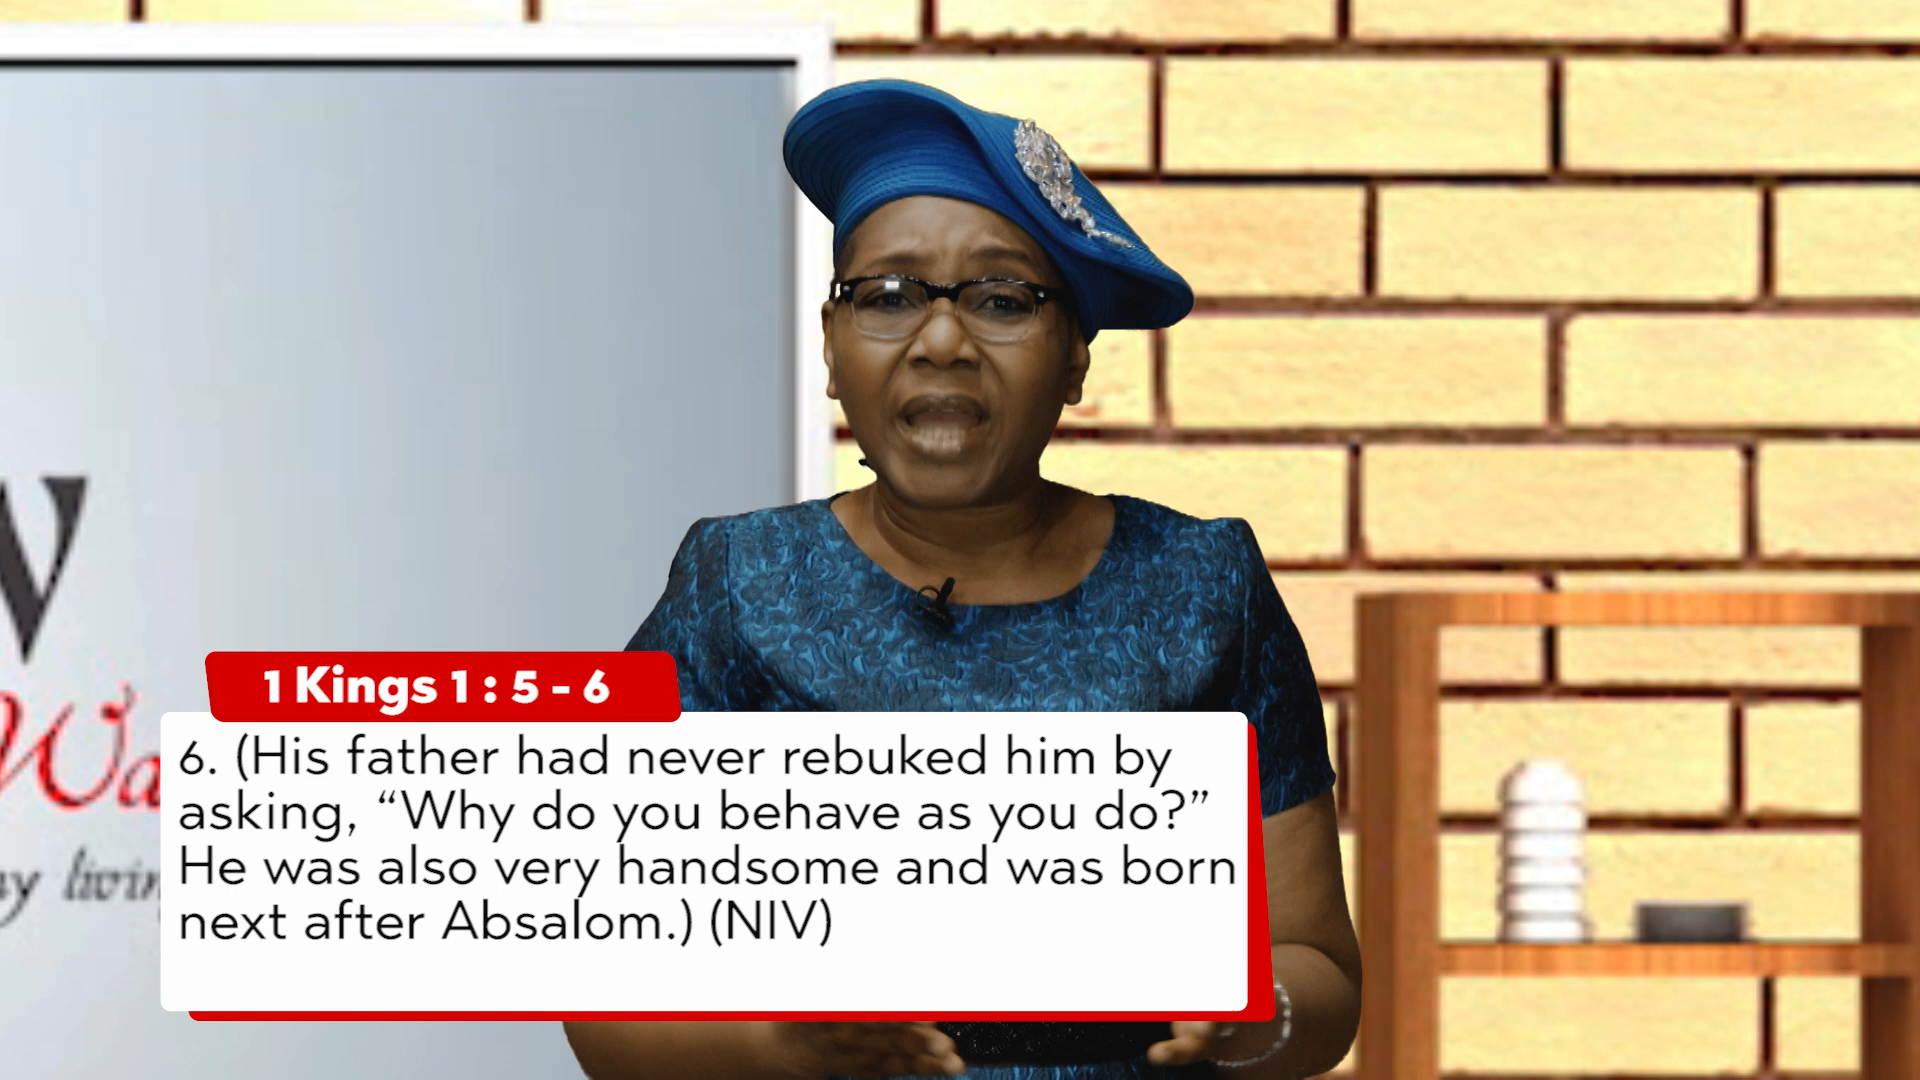 1 Kings 1 : 5 - 6
6. (His father had never rebuked him by
asking, “Why do you behave as you do?”
He was also very handsome and was born
next after Absalom.) (NIV)